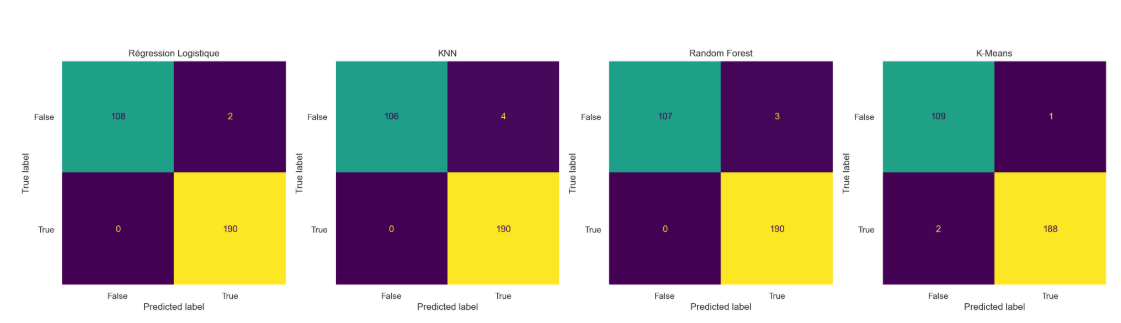 Régression Logistique
True label
False
108
2
True
0
190
False
True
Predicted label
KNN
True label
False
106
4
True
0
190
False
True
Predicted label
Random Forest
True label
False
107
3
True
0
190
False
True
Predicted label
K-Means
True label
False
109
1
True
2
188
False
True
Predicted label